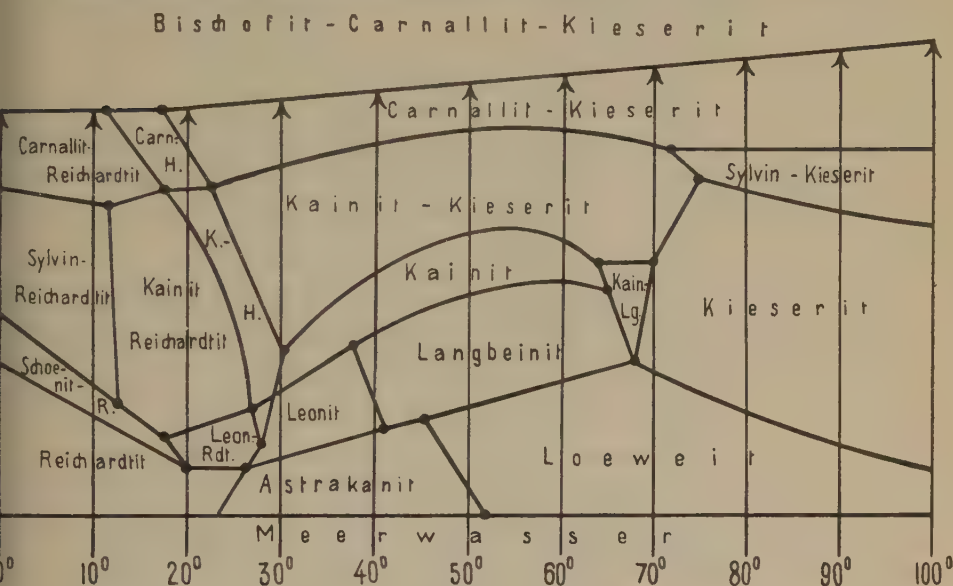 Bischofit-Carnallit-Kieserit
Carnallit-Kieserit
Carnallit-
Reichardtit
Carn.-
H.
Sylvin-Kieserit
Kainit-Kieserit
K.-
H.
Sylvin-
Reichardtit
Kainit
Reichardtit
Kainit
Kain.-
Lg.
Kieserit
Langbeinit
Schoe-
nit-
R.
Leonit
Leon.-
Rdt.
Reichardtit
Astrakanit
Loeweit
Meerwasser
0° 10° 20° 30° 40° 50° 60° 70° 80° 90° 100°